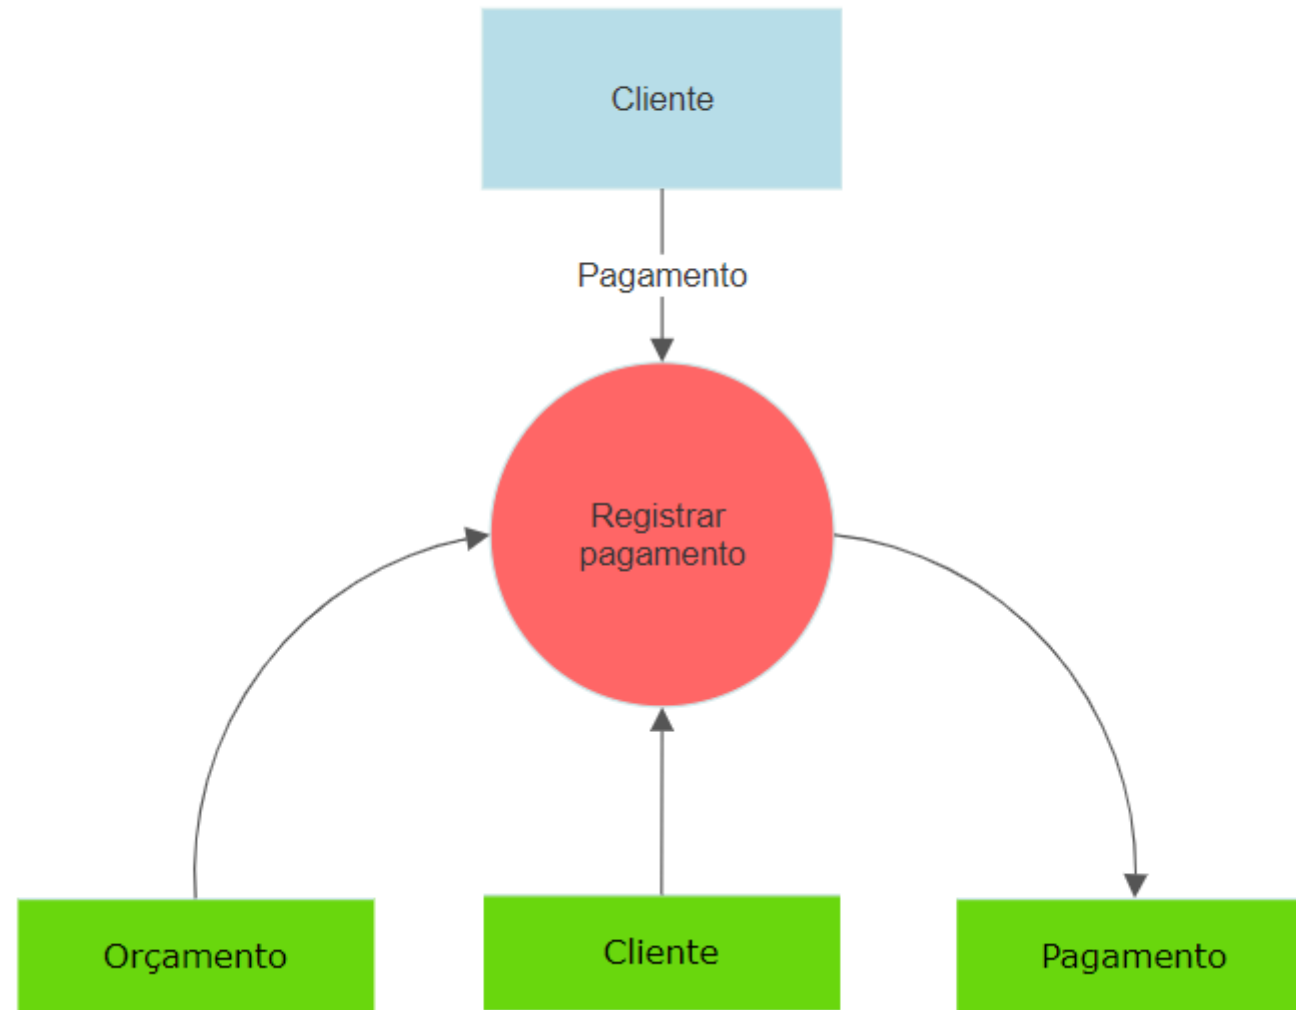 Cliente
Pagamento
Registrar
pagamento
Orçamento
Cliente
Pagamento